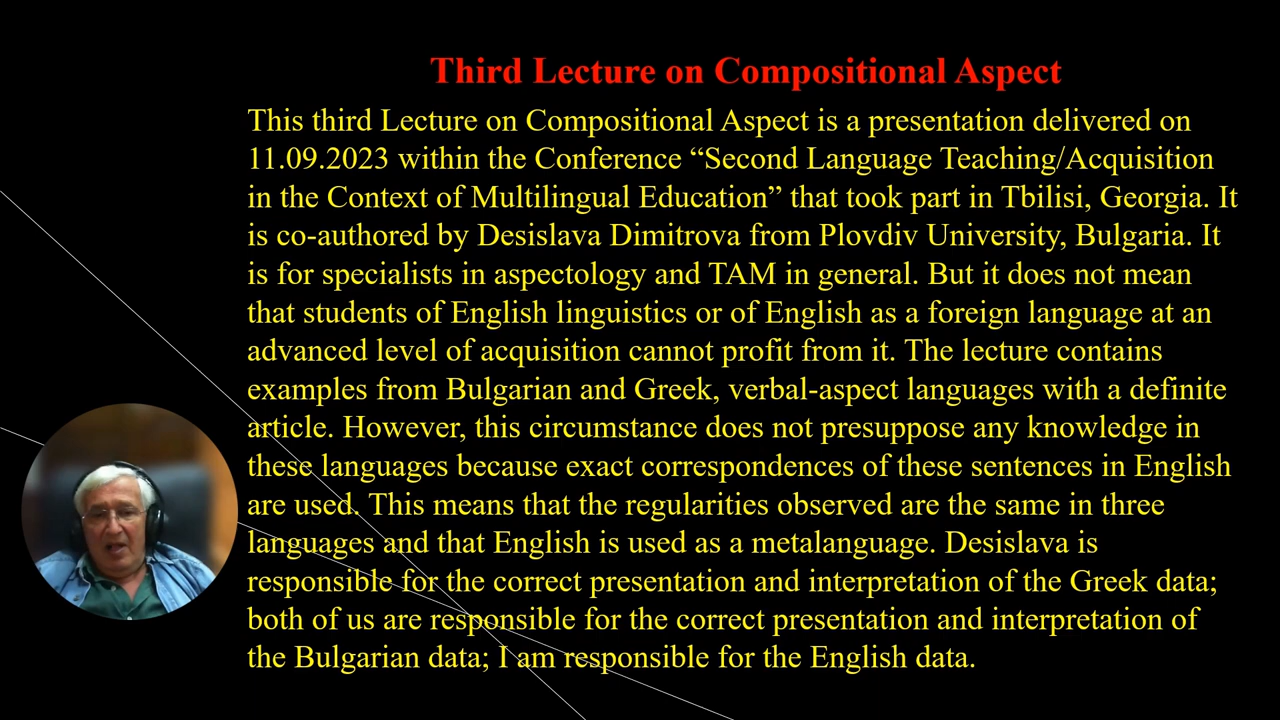 Third Lecture on Compositional Aspect
This third Lecture on Compositional Aspect is a presentation delivered on
11.09.2023 within the Conference “Second Language Teaching/Acquisition
in the Context of Multilingual Education” that took part in Tbilisi, Georgia. It
is co-authored by Desislava Dimitrova from Plovdiv University, Bulgaria. It
is for specialists in aspectology and TAM in general. But it does not mean
that students of English linguistics or of English as a foreign language at an
advanced level of acquisition cannot profit from it. The lecture contains
examples from Bulgarian and Greek, verbal-aspect languages with a definite
article. However, this circumstance does not presuppose any knowledge in
these languages because exact correspondences of these sentences in English
are used. This means that the regularities observed are the same in three
languages and that English is used as a metalanguage. Desislava is
responsible for the correct presentation and interpretation of the Greek data;
both of us are responsible for the correct presentation and interpretation of
the Bulgarian data; I am responsible for the English data.